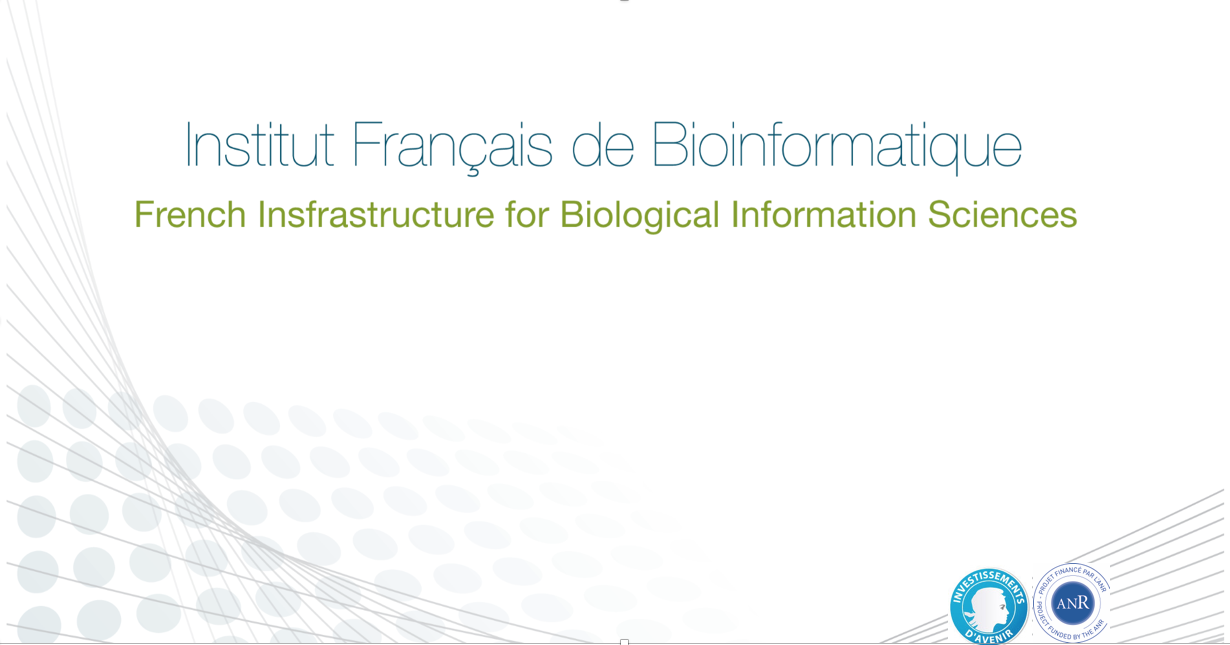 Institut Français de Bioinformatique
French Insfrastructure for Biological Information Sciences
INVESTISSEMENTS
D'AVENIR
PROJET FINANCÉ PAR L'ANR
ANR
PROJECT FUNDED BY THE ANR